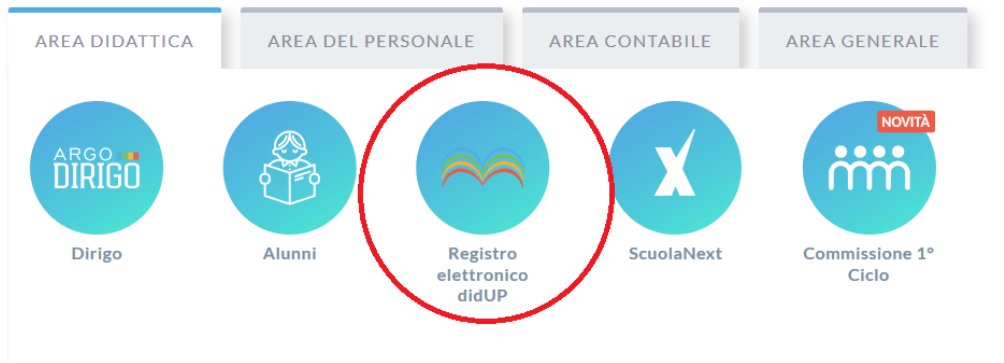 AREA DIDATTICA
AREA DEL PERSONALE
AREA CONTABILE
AREA GENERALE
ARGO
DIRIGO
NOVITÀ
Dirigo
Alunni
Registro
elettronico
didUP
ScuolaNext
Commissione 1°
Ciclo